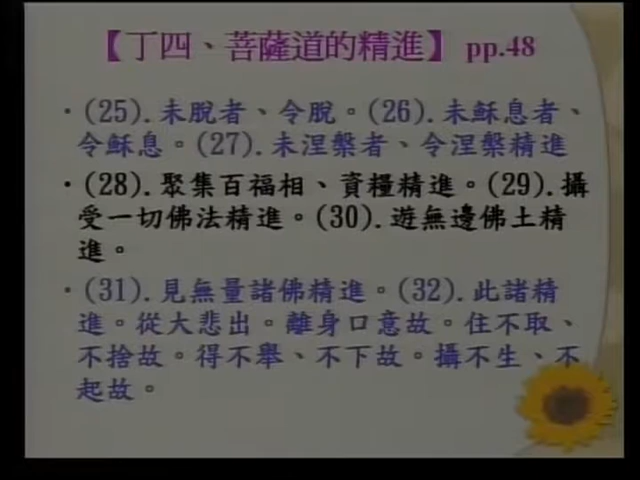 【丁四、菩薩道的精進】 pp.48
·(25).未脫者、令脫。(26).未穌息者、
令穌息。(27).未涅槃者、令涅槃精進
·(28).聚集百福相、資糧精進。(29).攝
受一切佛法精進。(30).遊無邊佛土精
進。
·(31).見無量諸佛精進。(32).此諸精
進。從大悲出。離身口意故。住不取、
不捨故。得不舉、不下故。攝不生、不
起故。